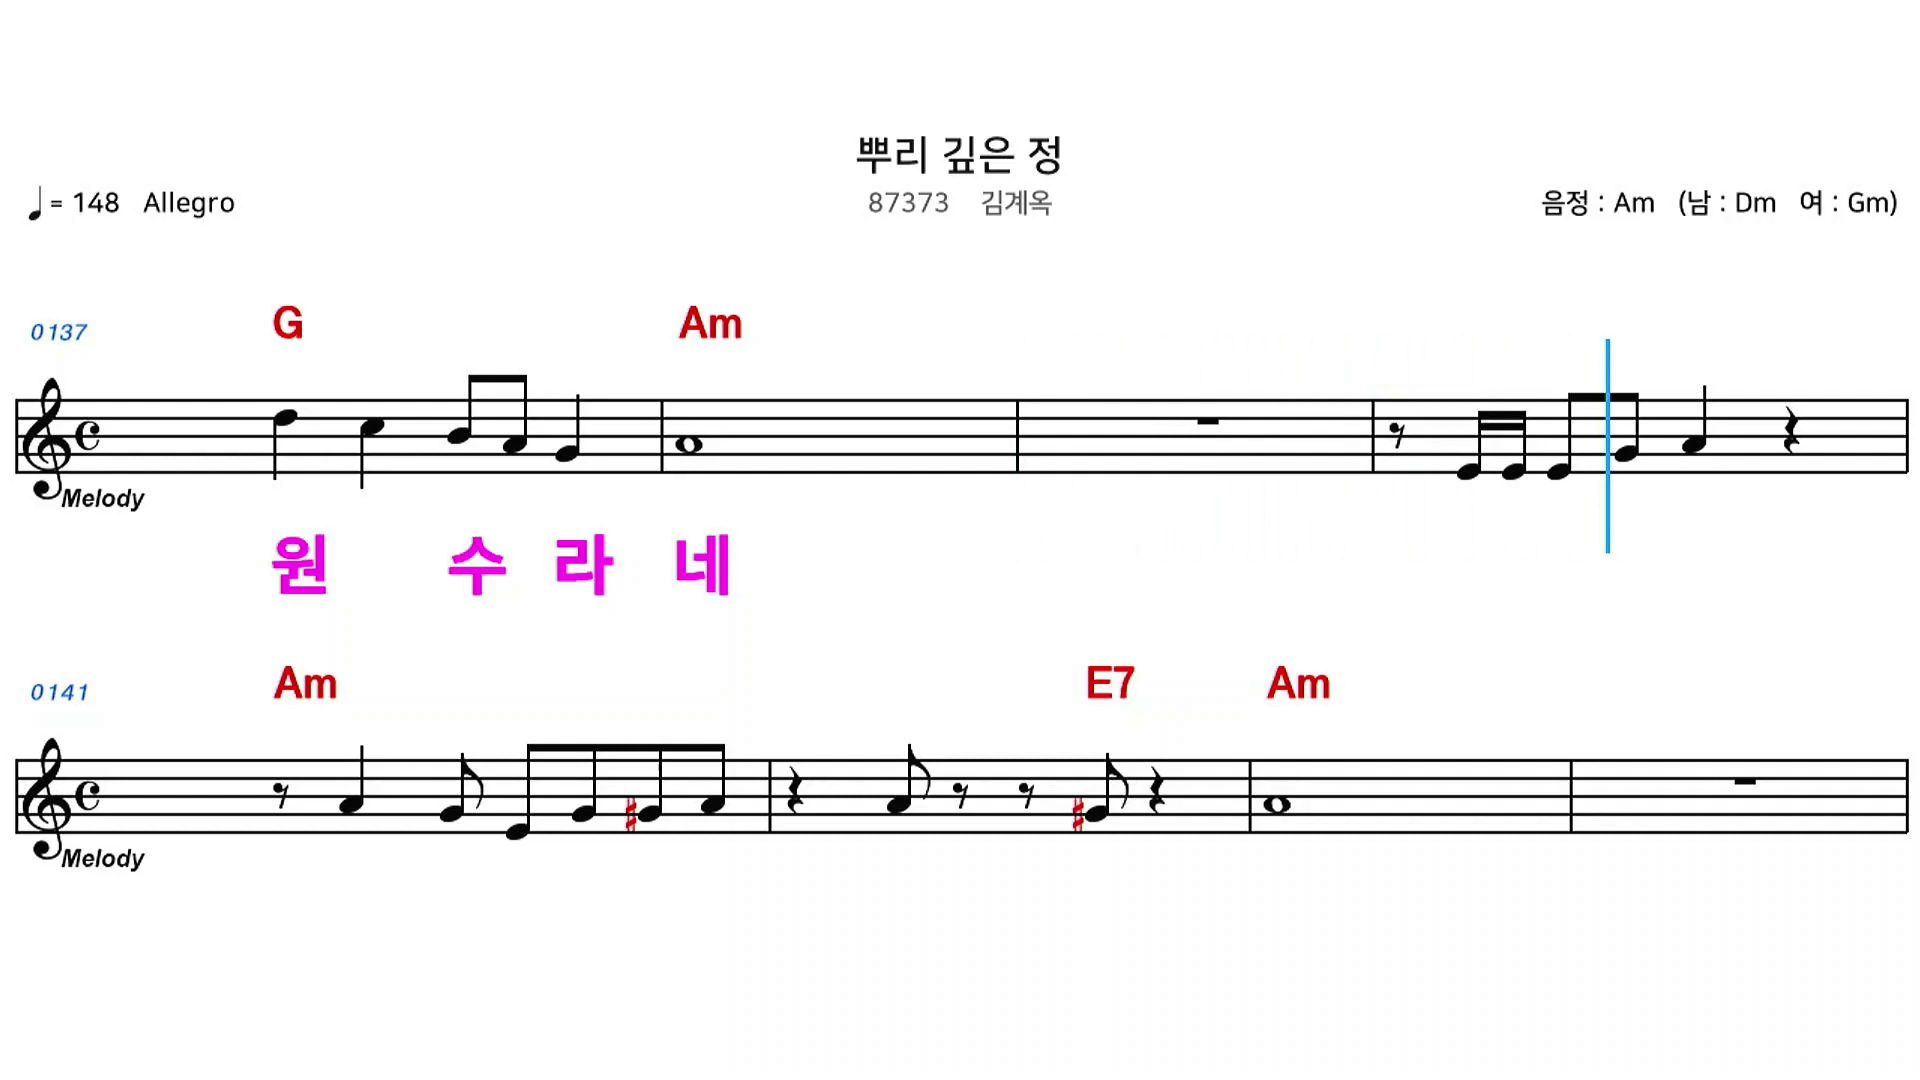 뿌리 깊은 정
♩ = 148 Allegro 87373 김계옥 음정 : Am (남 : Dm 여 : Gm)
0137 G Am
Melody
원 수 라 네
0141 Am E7 Am
Melody